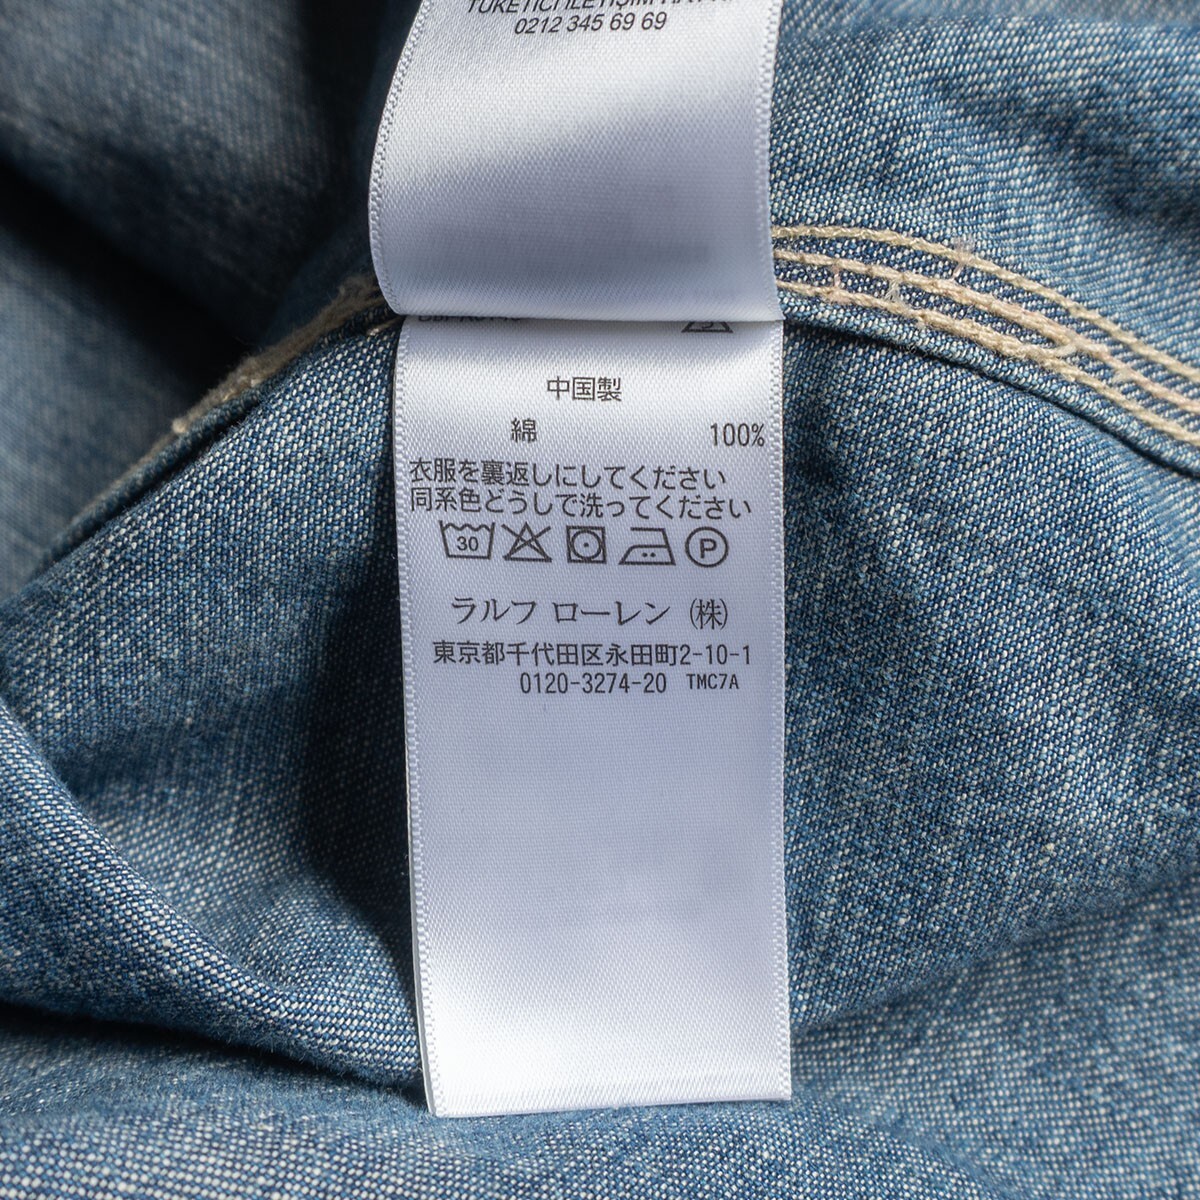 0212 345 69 69
中国製
綿 100%
衣服を裏返しにしてください
同系色どうしで洗ってください
30 P
ラルフ ローレン ㈱
東京都千代田区永田町2-10-1
0120-3274-20 TMC7A